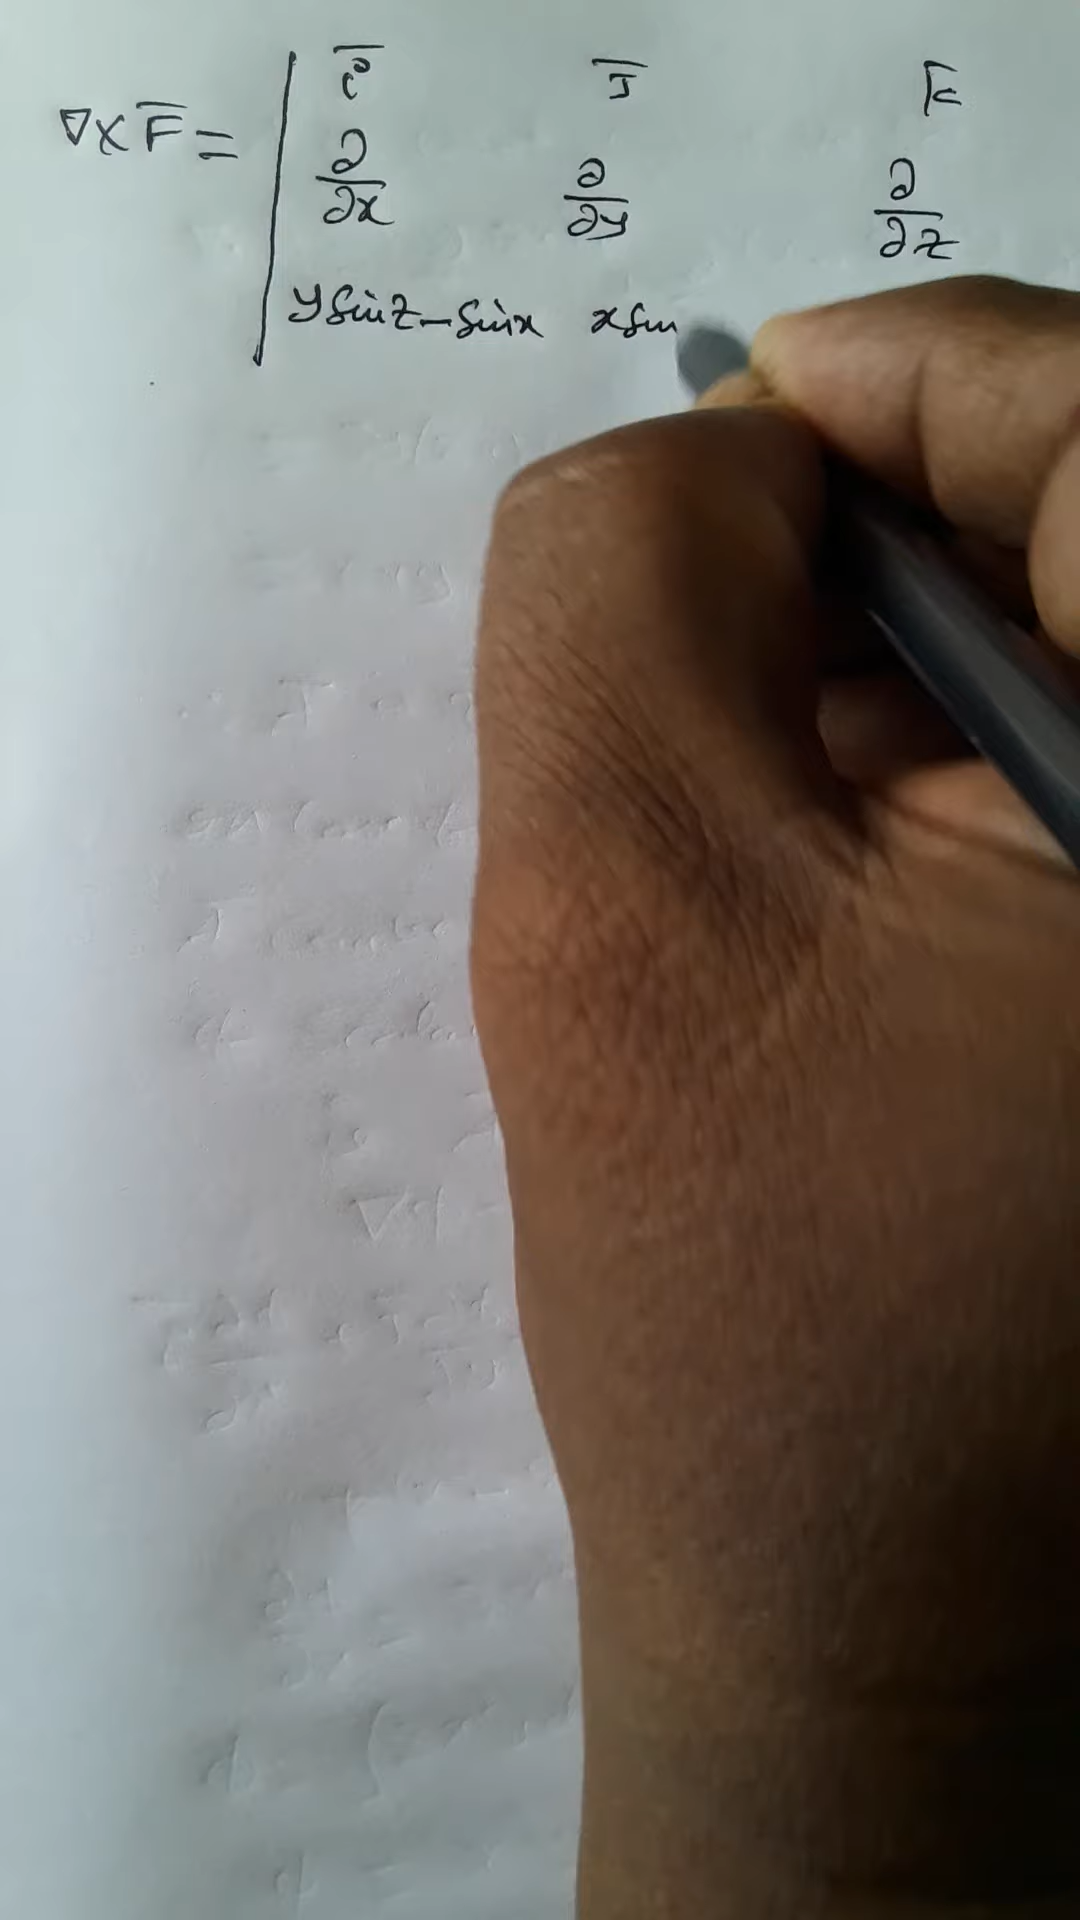 ∇×F̅ = | i̅ j̅ k̅
∂/∂x ∂/∂y ∂/∂z
y sin z - sin x x sin